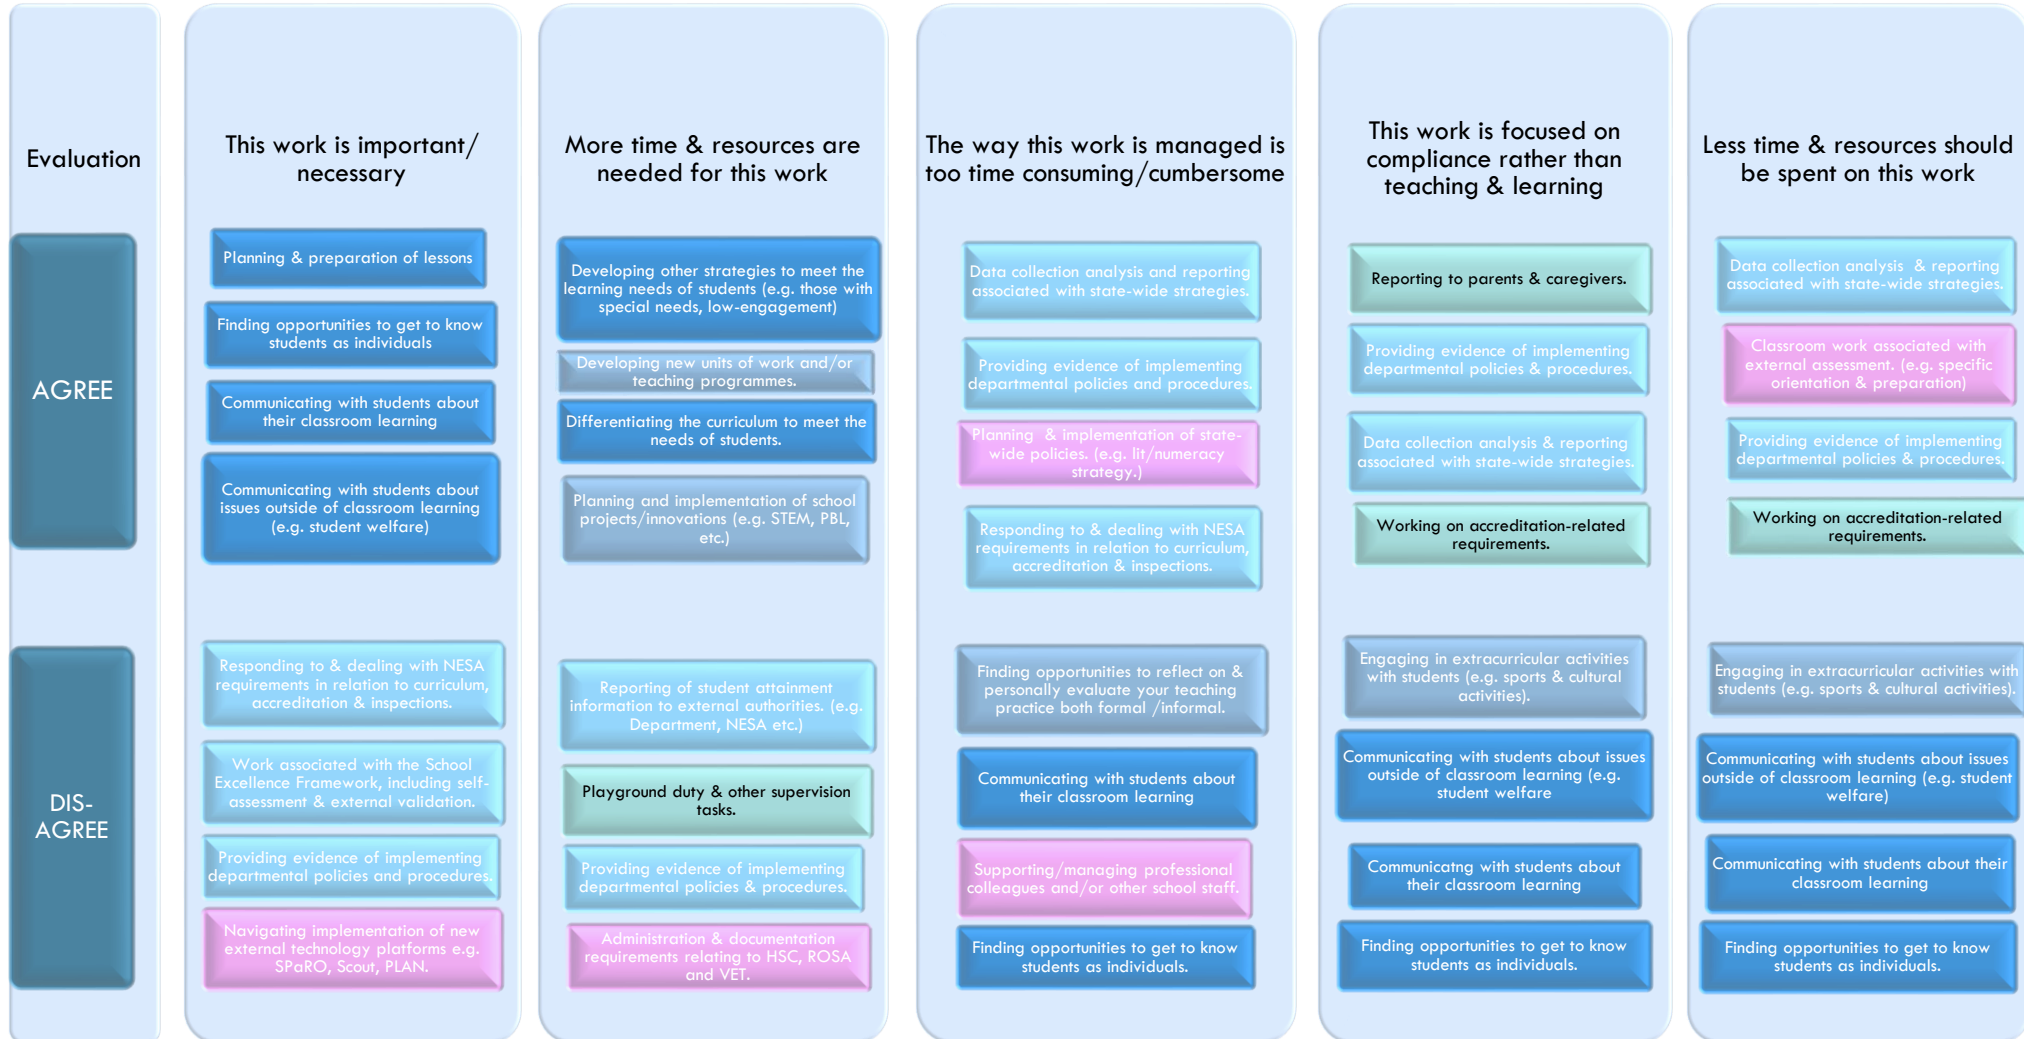 Evaluation
This work is important/
necessary
More time & resources are
needed for this work
The way this work is managed is
too time consuming/cumbersome
This work is focused on
compliance rather than
teaching & learning
Less time & resources should
be spent on this work
AGREE
Planning & preparation of lessons
Finding opportunities to get to know
students as individuals
Communicating with students about
their classroom learning
Communicating with students about
issues outside of classroom learning
(e.g. student welfare)
Developing other strategies to meet the
learning needs of students (e.g. those with
special needs, low-engagement)
Developing new units of work and/or
teaching programmes.
Differentiating the curriculum to meet the
needs of students.
Planning and implementation of school
projects/innovations (e.g. STEM, PBL,
etc.)
Data collection analysis and reporting
associated with state-wide strategies.
Providing evidence of implementing
departmental policies and procedures.
Planning & implementation of state-
wide policies. (e.g. lit/numeracy
strategy.)
Responding to & dealing with NESA
requirements in relation to curriculum,
accreditation & inspections.
Reporting to parents & caregivers.
Providing evidence of implementing
departmental policies & procedures.
Data collection analysis & reporting
associated with state-wide strategies.
Working on accreditation-related
requirements.
Data collection analysis & reporting
associated with state-wide strategies.
Classroom work associated with
external assessment. (e.g. specific
orientation & preparation)
Providing evidence of implementing
departmental policies & procedures.
Working on accreditation-related
requirements.
DIS-
AGREE
Responding to & dealing with NESA
requirements in relation to curriculum,
accreditation & inspections.
Work associated with the School
Excellence Framework, including self-
assessment & external validation.
Providing evidence of implementing
departmental policies and procedures.
Navigating implementation of new
external technology platforms e.g.
SPaRO, Scout, PLAN.
Reporting of student attainment
information to external authorities. (e.g.
Department, NESA etc.)
Playground duty & other supervision
tasks.
Providing evidence of implementing
departmental policies & procedures.
Administration & documentation
requirements relating to HSC, ROSA
and VET.
Finding opportunities to reflect on &
personally evaluate your teaching
practice both formal /informal.
Communicating with students about
their classroom learning
Supporting/managing professional
colleagues and/or other school staff.
Finding opportunities to get to know
students as individuals.
Engaging in extracurricular activities
with students (e.g. sports & cultural
activities).
Communicating with students about issues
outside of classroom learning (e.g.
student welfare
Communicatng with students about
their classroom learning
Finding opportunities to get to know
students as individuals.
Engaging in extracurricular activities with
students (e.g. sports & cultural activities).
Communicating with students about issues
outside of classroom learning (e.g. student
welfare)
Communicating with students about their
classroom learning
Finding opportunities to get to know
students as individuals.